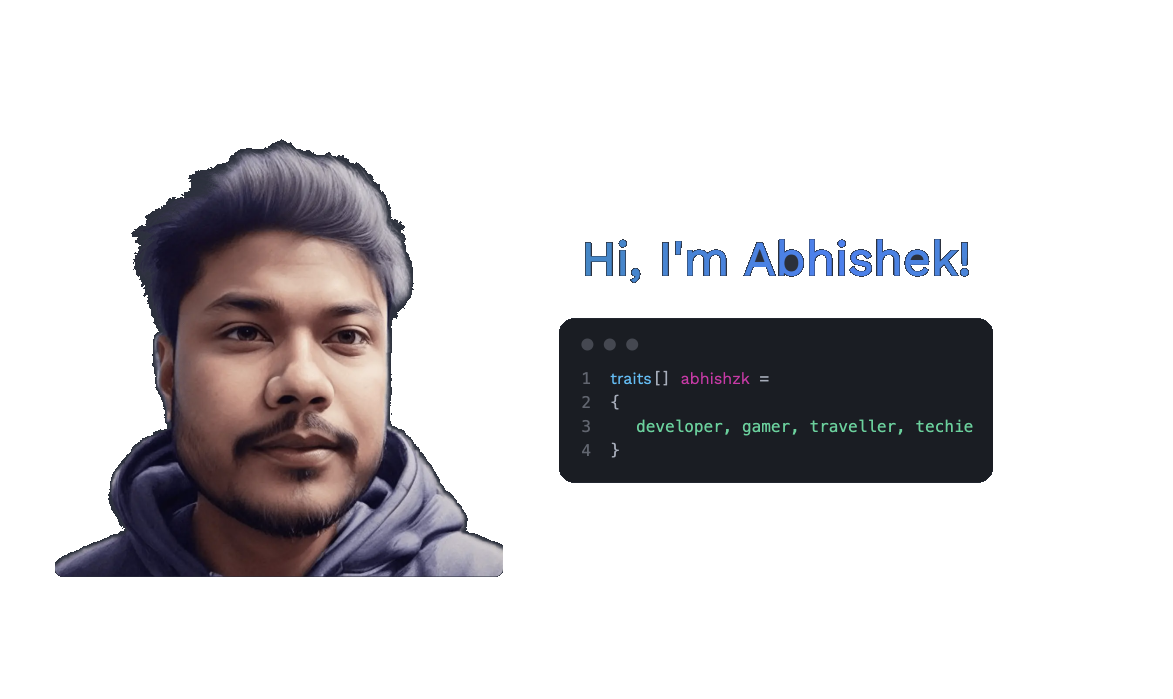 Hi, I'm Abhishek!
1 traits[] abhishzk =
2 {
3 developer, gamer, traveller, techie
4 }